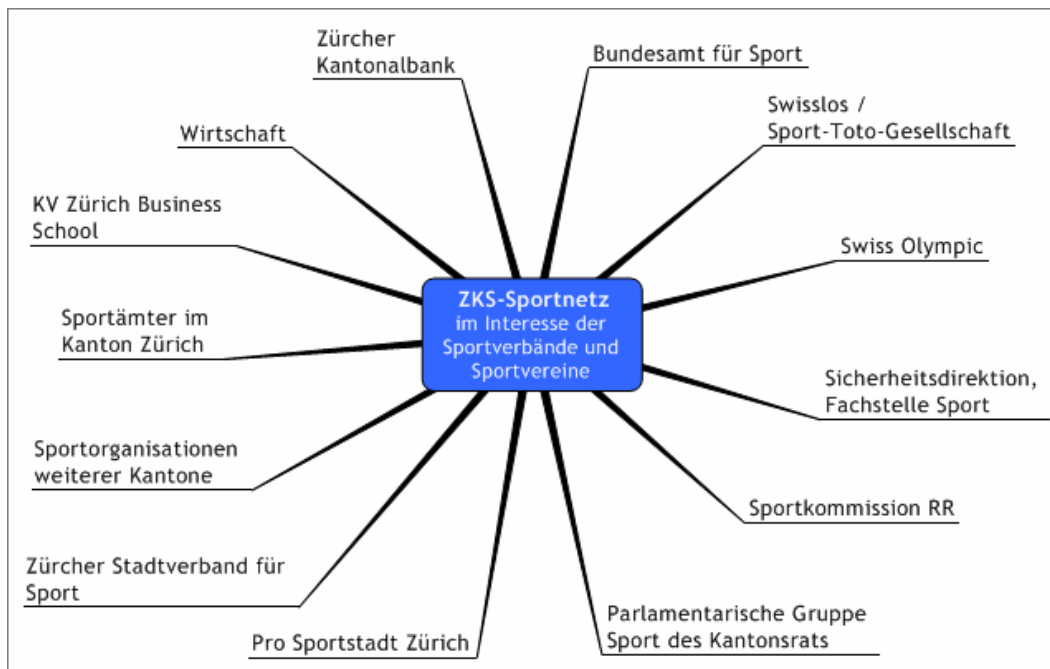 Zürcher
Kantonalbank
Bundesamt für Sport
Swisslos /
Sport-Toto-Gesellschaft
Wirtschaft
KV Zürich Business
School
Swiss Olympic
ZKS-Sportnetz
im Interesse der
Sportverbände und
Sportvereine
Sportämter im
Kanton Zürich
Sicherheitsdirektion,
Fachstelle Sport
Sportorganisationen
weiterer Kantone
Sportkommission RR
Zürcher Stadtverband für
Sport
Pro Sportstadt Zürich
Parlamentarische Gruppe
Sport des Kantonsrats